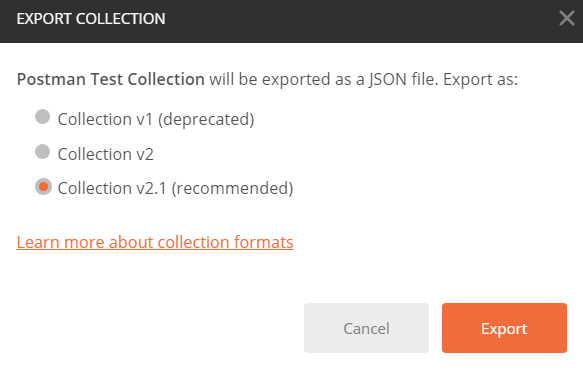 EXPORT COLLECTION
Postman Test Collection will be exported as a JSON file. Export as:
Collection v1 (deprecated)
Collection v2
Collection v2.1 (recommended)
Learn more about collection formats
Cancel
Export